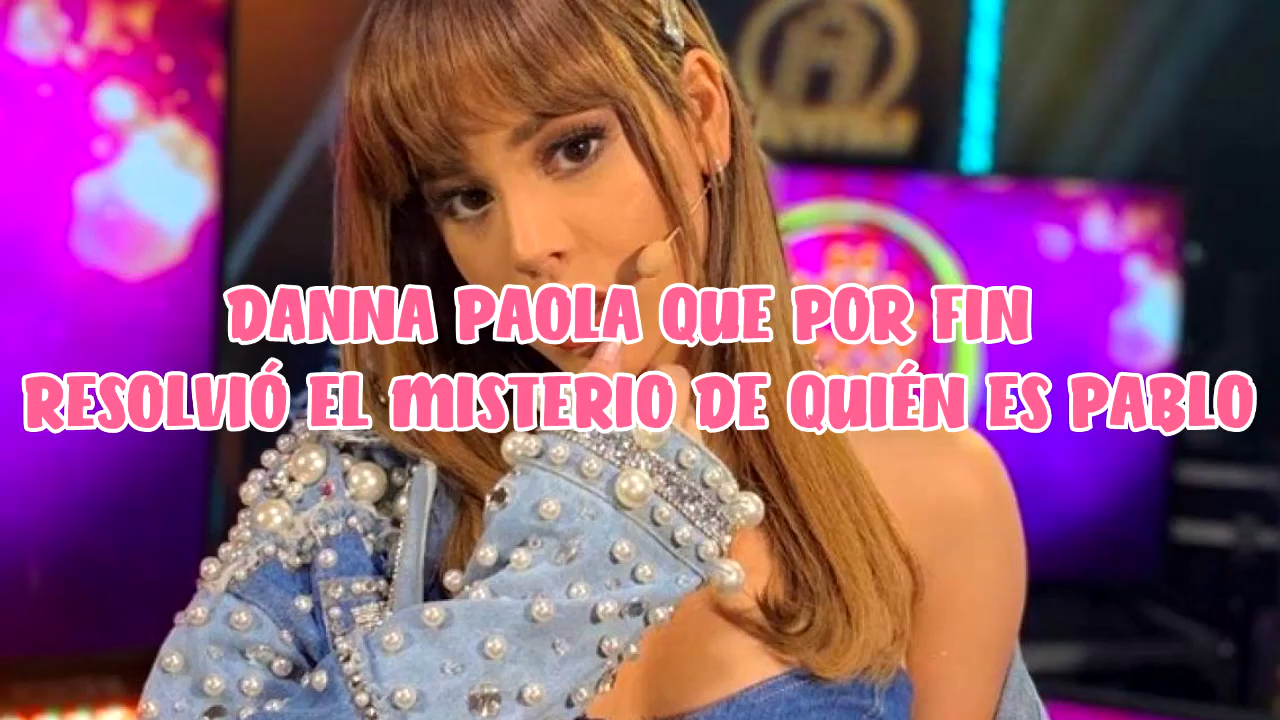 DANNA PAOLA QUE POR FIN
RESOLVIÓ EL MISTERIO DE QUIÉN ES PABLO